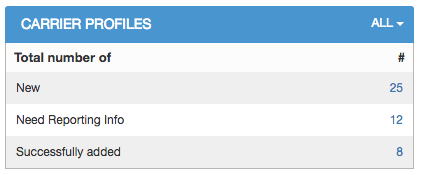 CARRIER PROFILES ALL
Total number of #
New 25
Need Reporting Info 12
Successfully added 8